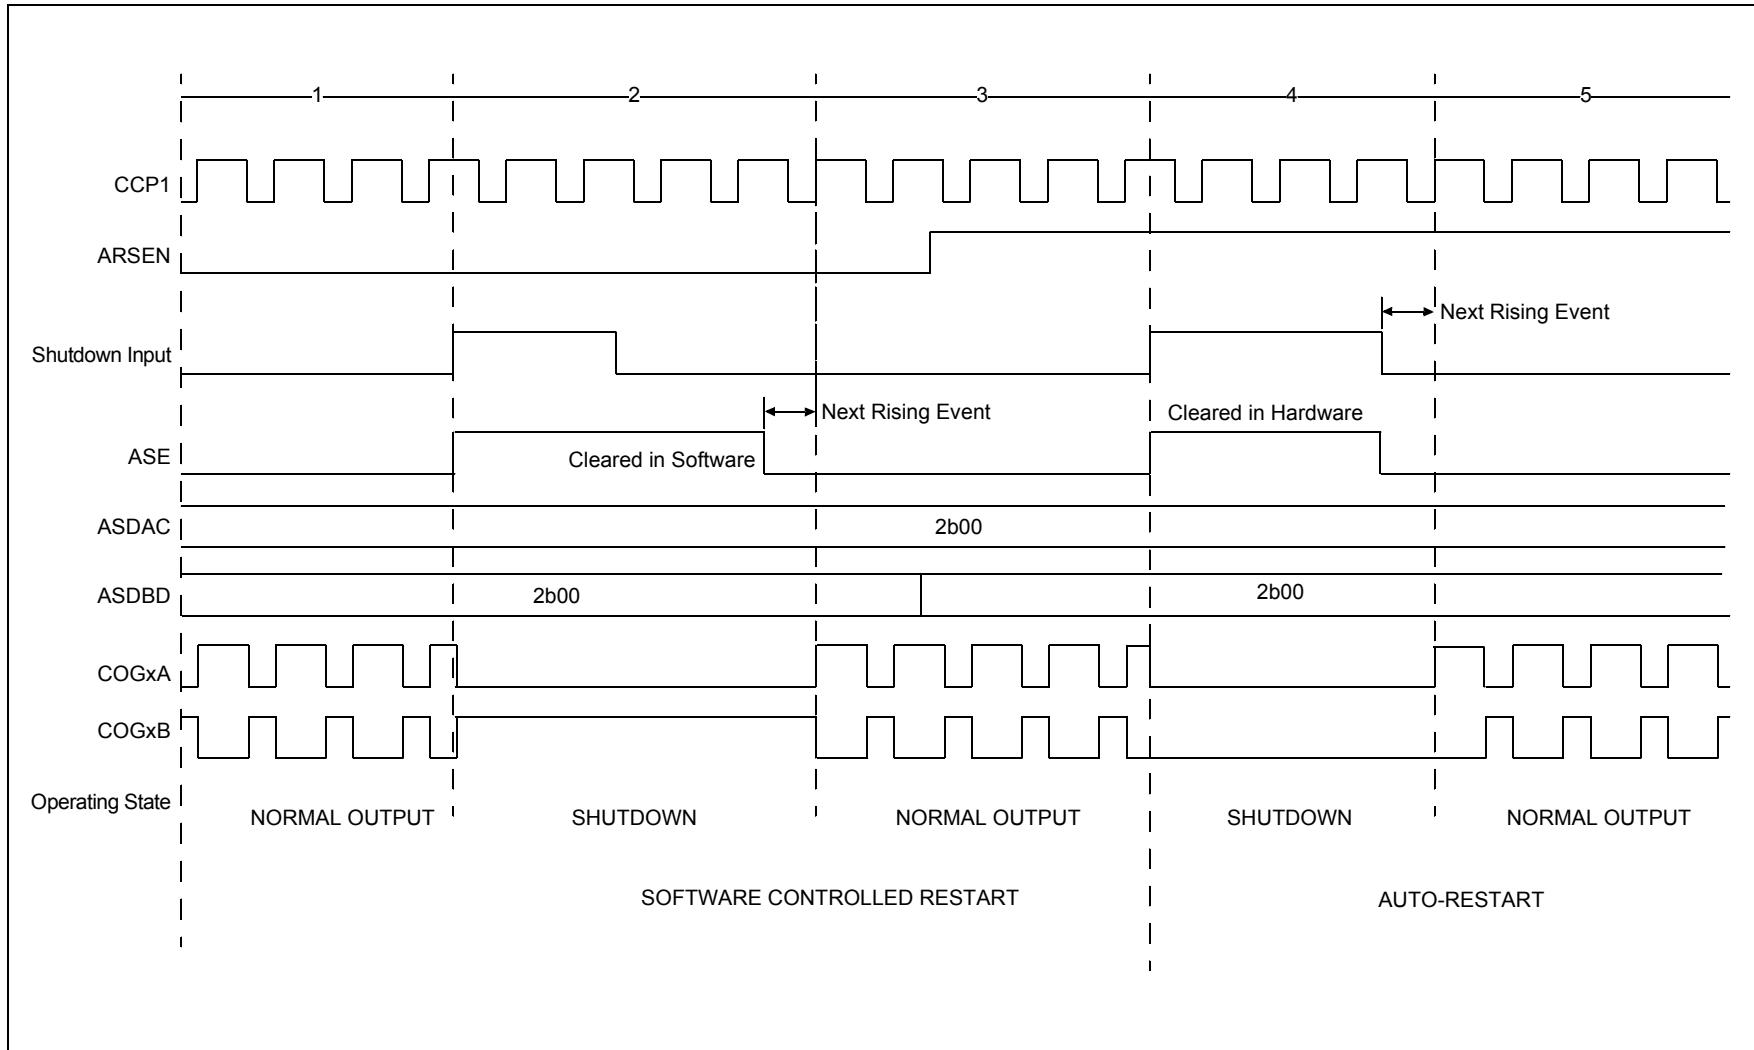 1 2 3 4 5
CCP1
ARSEN
Next Rising Event
Shutdown Input
Next Rising Event
Cleared in Hardware
ASE
Cleared in Software
ASDAC
2b00
ASDBD
2b00
2b00
COGxA
COGxB
Operating State
NORMAL OUTPUT
SHUTDOWN
NORMAL OUTPUT
SHUTDOWN
NORMAL OUTPUT
SOFTWARE CONTROLLED RESTART
AUTO-RESTART